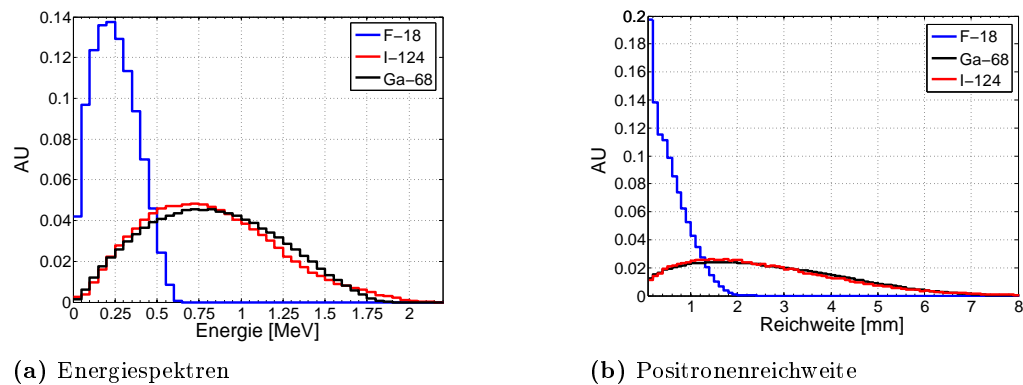 0.14
0.12
0.1
0.08
0.06
0.04
0.02
0
AU
F−18
I−124
Ga−68
0 0.25 0.5 0.75 1 1.25 1.5 1.75 2
Energie [MeV]
(a) Energiespektren
0.2
0.18
0.16
0.14
0.12
0.1
0.08
0.06
0.04
0.02
0
AU
F−18
Ga−68
I−124
1 2 3 4 5 6 7 8
Reichweite [mm]
(b) Positronenreichweite